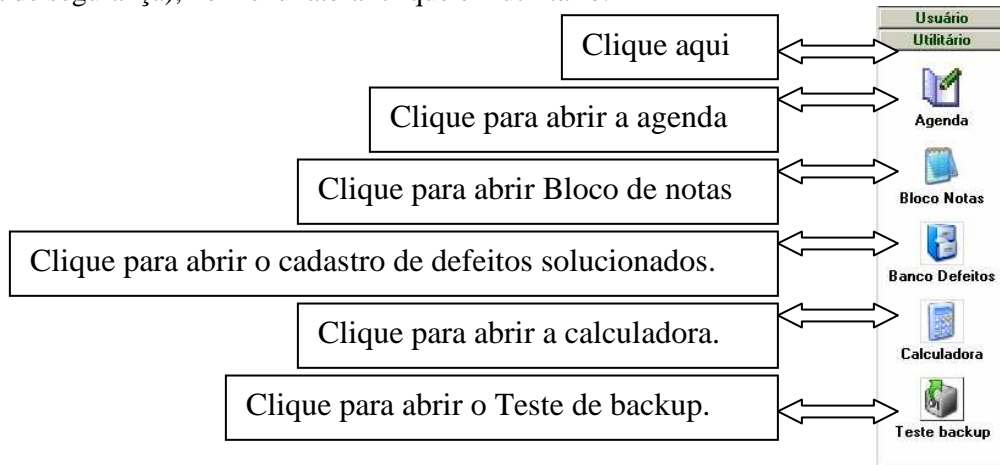 Usuário
Clique aqui
Utilitário
Clique para abrir a agenda
Agenda
Clique para abrir Bloco de notas
Bloco Notas
Clique para abrir o cadastro de defeitos solucionados.
Banco Defeitos
Clique para abrir a calculadora.
Calculadora
Clique para abrir o Teste de backup.
Teste backup